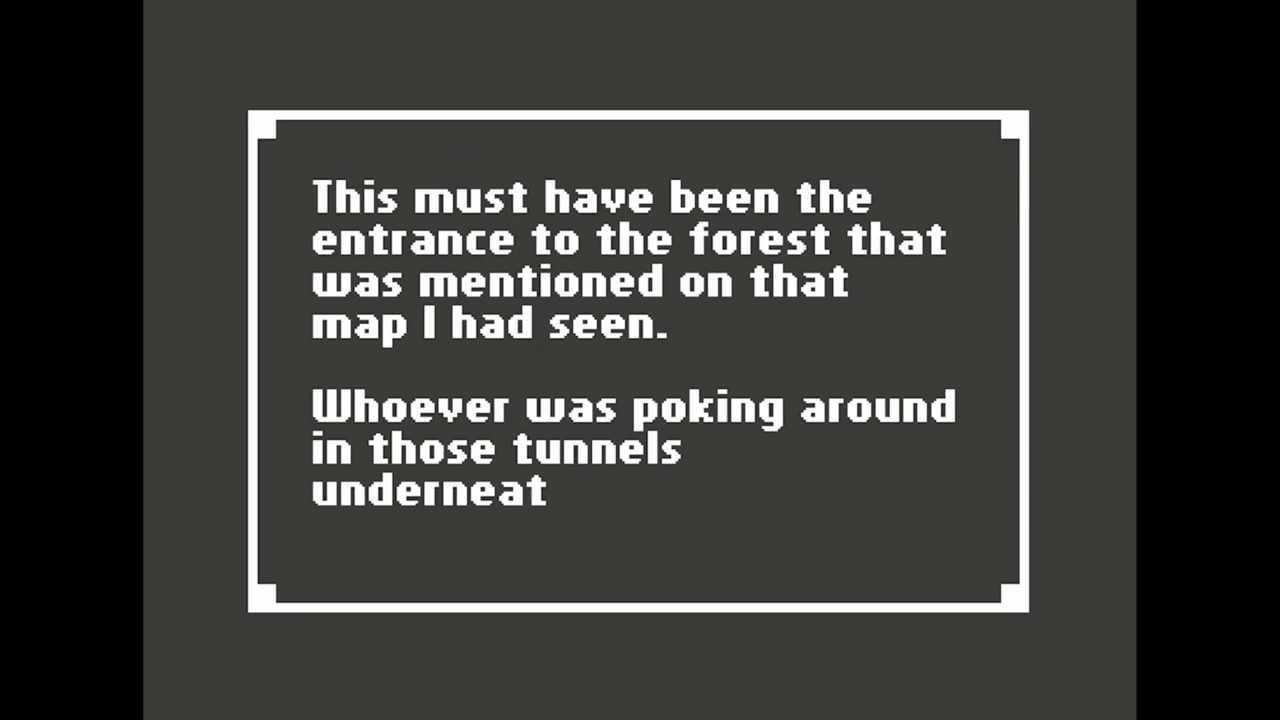 This must have been the
entrance to the forest that
was mentioned on that
map I had seen.
Whoever was poking around
in those tunnels
underneat